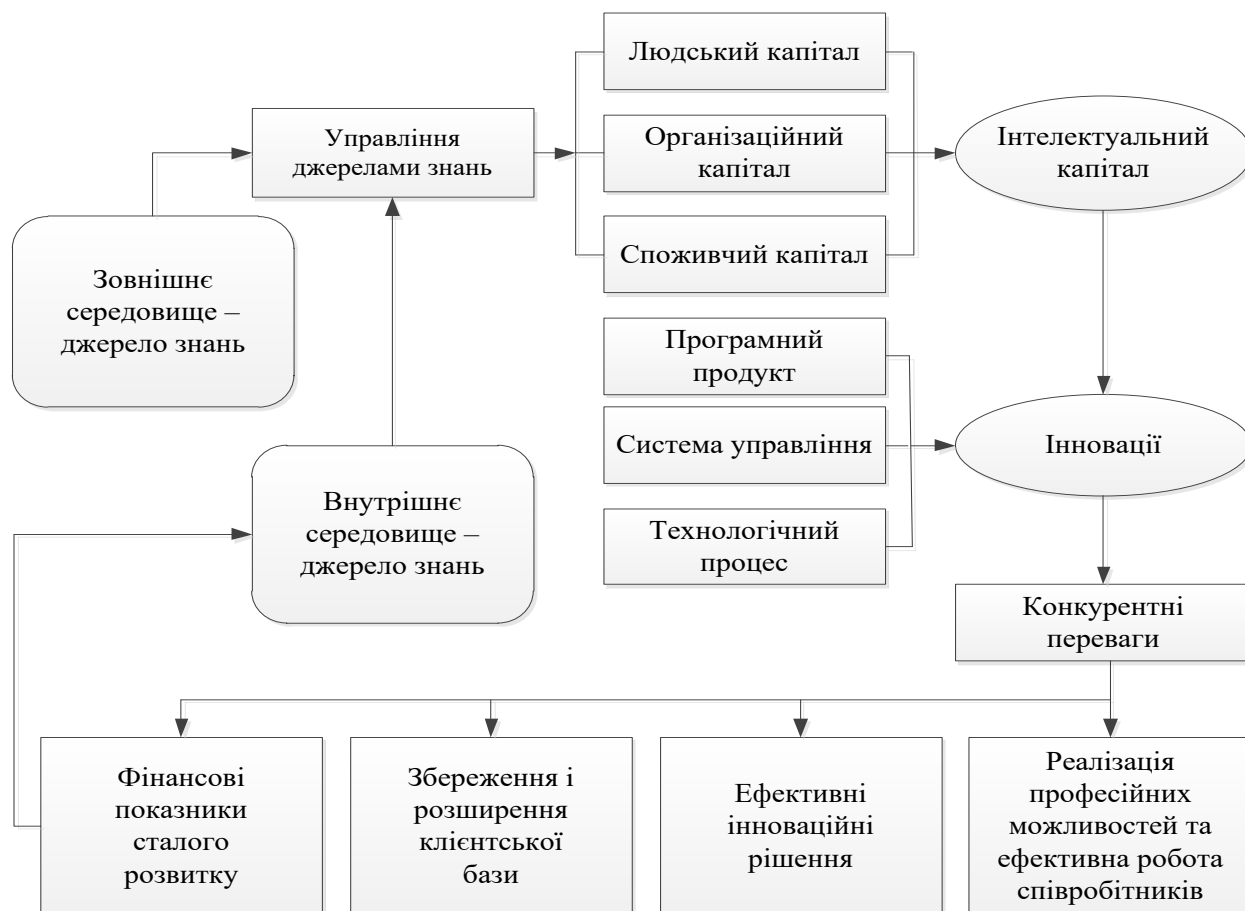 Людський капітал
Управління
джерелами знань
Організаційний
капітал
Інтелектуальний
капітал
Споживчий капітал
Зовнішнє
середовище –
джерело знань
Програмний
продукт
Система управління
Інновації
Внутрішнє
середовище –
джерело знань
Технологічний
процес
Конкурентні
переваги
Фінансові
показники
сталого
розвитку
Збереження і
розширення
клієнтської
бази
Ефективні
інноваційні
рішення
Реалізація
професійних
можливостей та
ефективна робота
співробітників